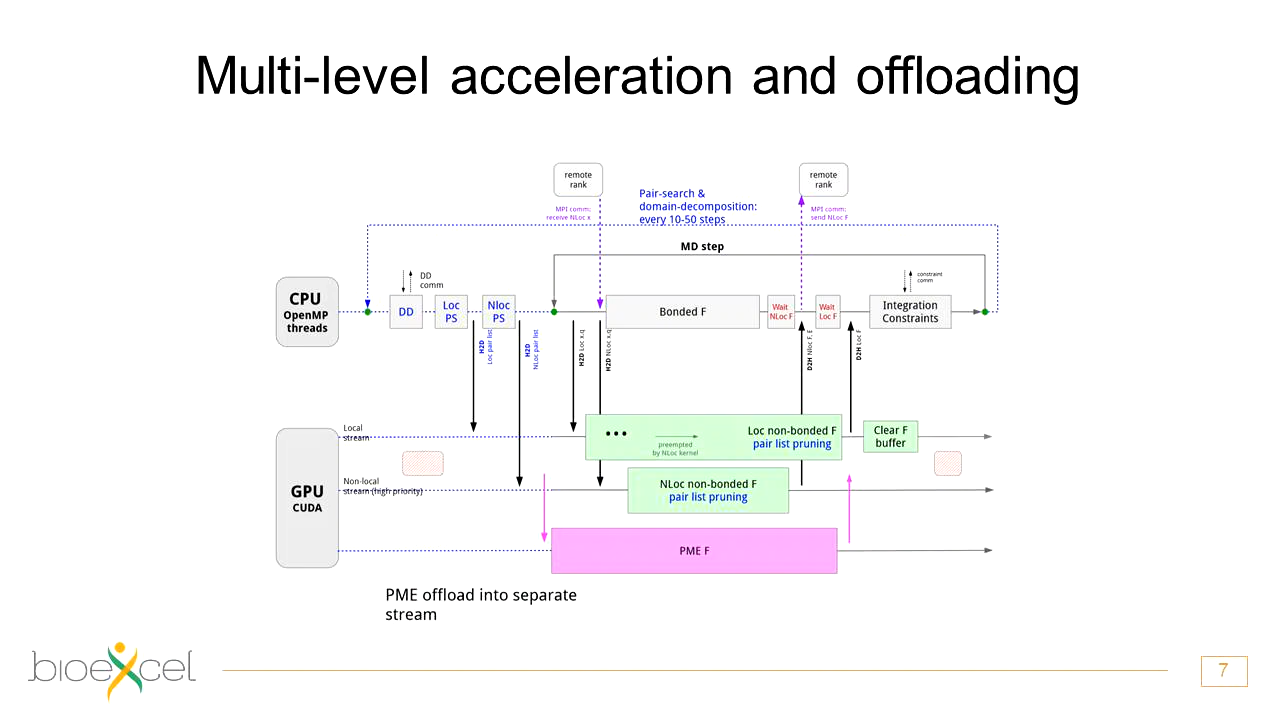 Multi-level acceleration and offloading
remote
rank
remote
rank
Pair-search &
domain-decomposition:
every 10-50 steps
MPI comm:
receive NLoc x
MPI comm:
send NLoc F
MD step
CPU
OpenMP
threads
DD
comm
constraint
comm
DD
Loc
PS
Nloc
PS
Bonded F
Wait
NLoc F
Wait
Loc F
Integration
Constraints
H2D
Loc pair list
H2D
NLoc pair list
H2D Loc x,q
H2D NLoc x,q
D2H Nloc F, E
D2H Loc F
GPU
CUDA
Local
stream
preempted
by NLoc kernel
Loc non-bonded F
pair list pruning
Clear F
buffer
Non-local
stream (high priority)
NLoc non-bonded F
pair list pruning
PME F
PME offload into separate
stream
bioexcel
7